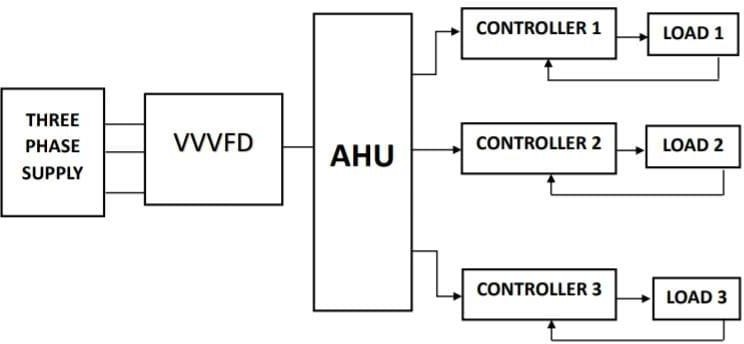 THREE
PHASE
SUPPLY
VVVFD
AHU
CONTROLLER 1
LOAD 1
CONTROLLER 2
LOAD 2
CONTROLLER 3
LOAD 3